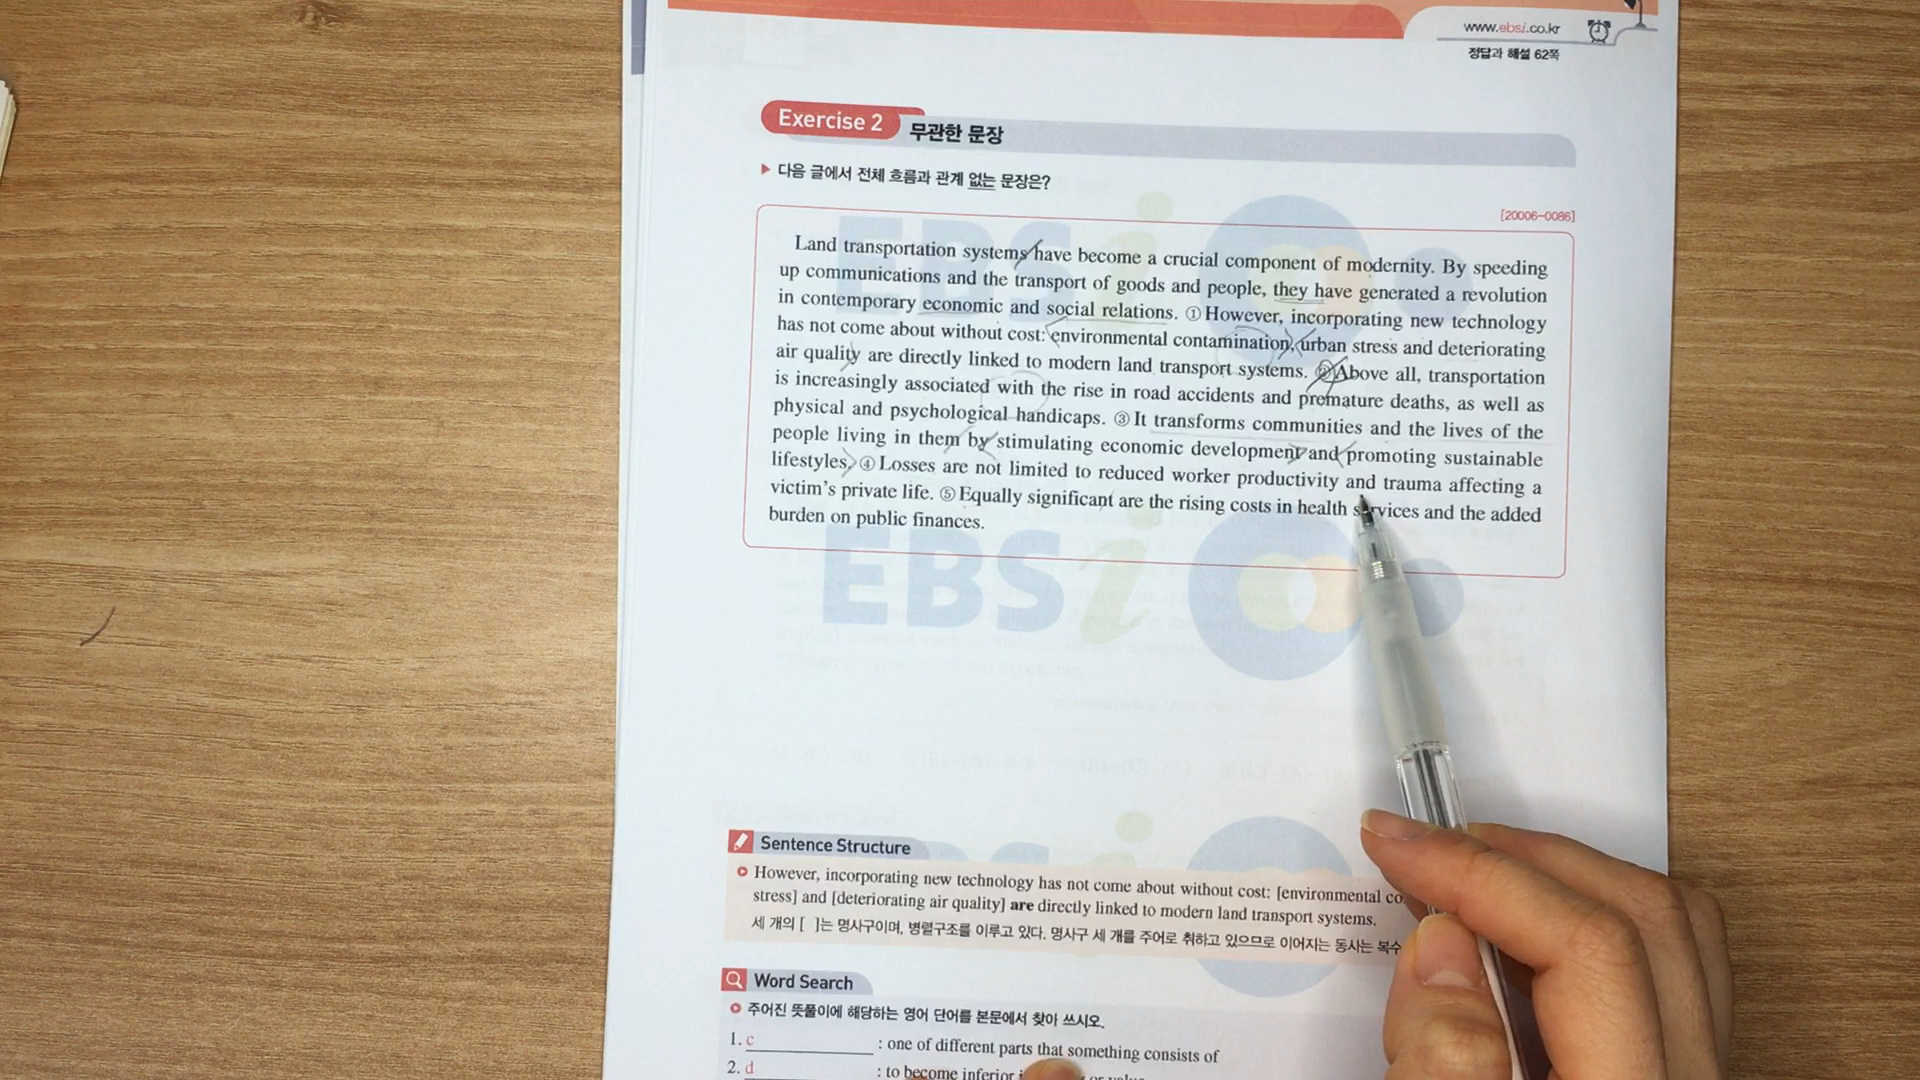 www.ebsi.co.kr
정답과 해설 62쪽
Exercise 2 무관한 문장
▶ 다음 글에서 전체 흐름과 관계 없는 문장은?
[20006-0086]
Land transportation systems have become a crucial component of modernity. By speeding
up communications and the transport of goods and people, they have generated a revolution
in contemporary economic and social relations. ① However, incorporating new technology
has not come about without cost: environmental contamination, urban stress and deteriorating
air quality are directly linked to modern land transport systems. ② Above all, transportation
is increasingly associated with the rise in road accidents and premature deaths, as well as
physical and psychological handicaps. ③ It transforms communities and the lives of the
people living in them by stimulating economic development and promoting sustainable
lifestyles. ④ Losses are not limited to reduced worker productivity and trauma affecting a
victim's private life. ⑤ Equally significant are the rising costs in health services and the added
burden on public finances.
EBSi
EBSi
Sentence Structure
However, incorporating new technology has not come about without cost: [environmental co
stress] and [deteriorating air quality] are directly linked to modern land transport systems.
세 개의 [ ]는 명사구이며, 병렬구조를 이루고 있다. 명사구 세 개를 주어로 취하고 있으므로 이어지는 동사는 복수
Word Search
주어진 뜻풀이에 해당하는 영어 단어를 본문에서 찾아 쓰시오.
1. c : one of different parts that something consists of
2. d : to become inferior or value